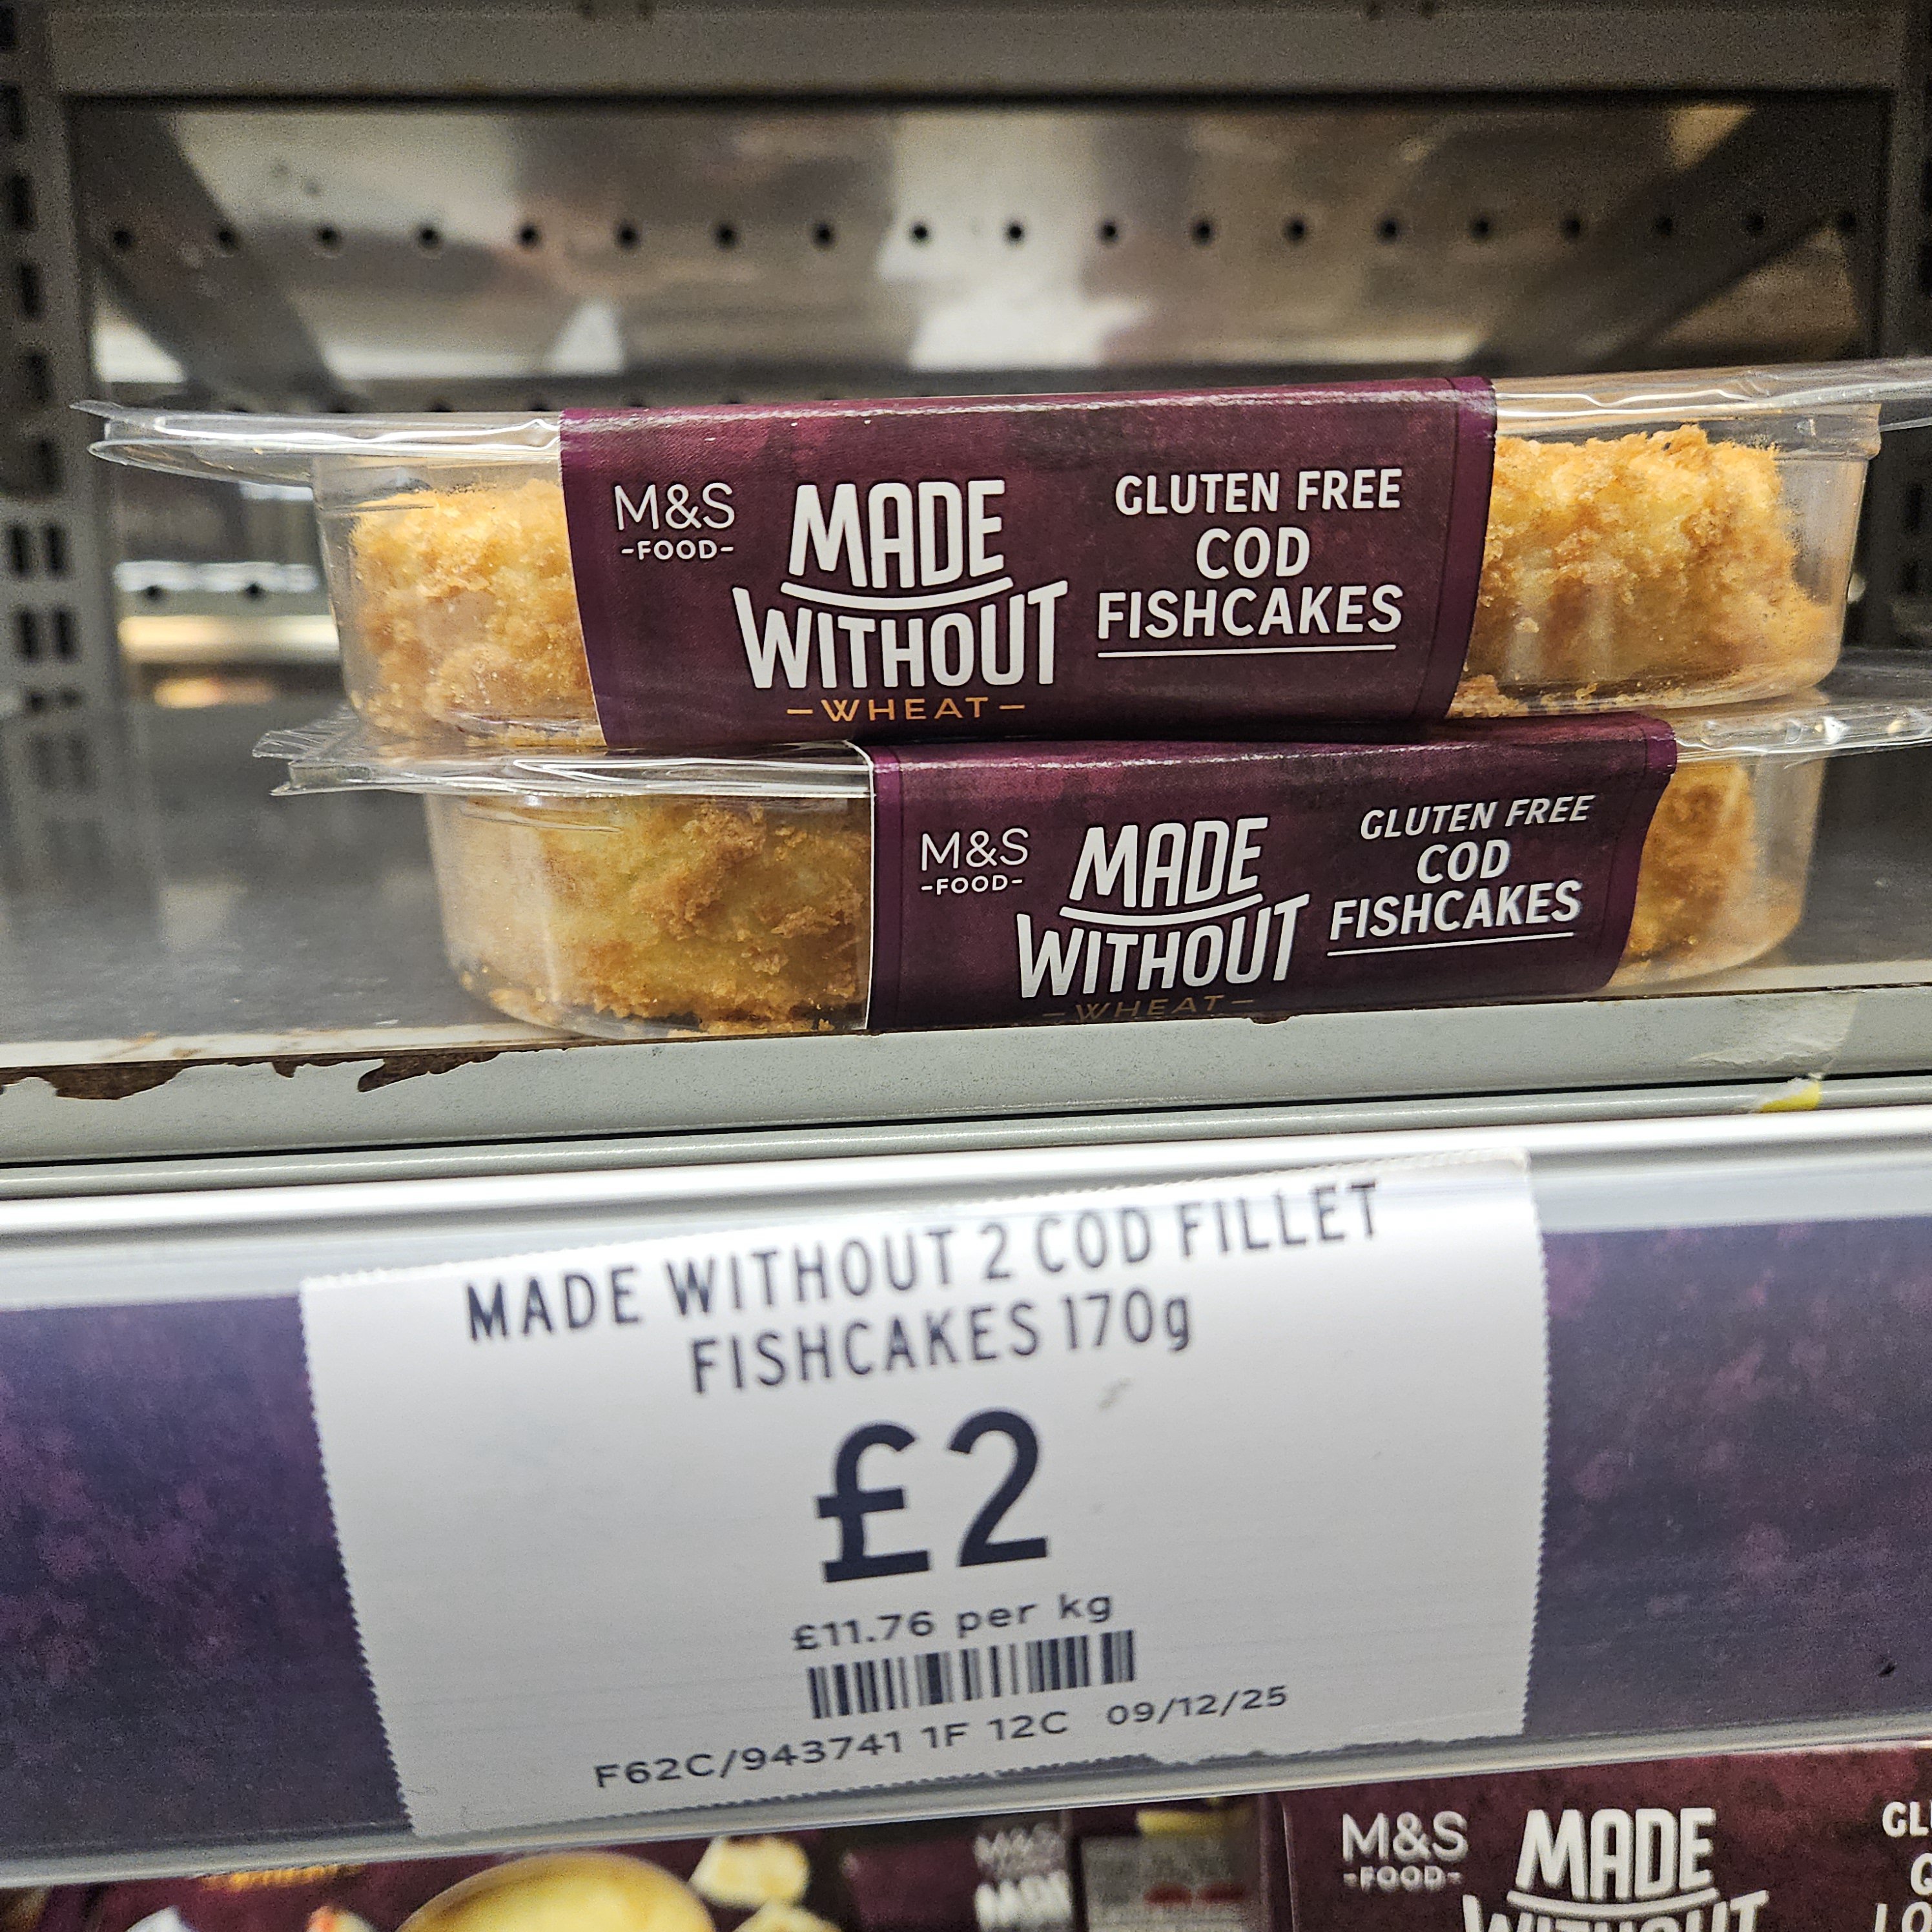 M&S
-FOOD-
MADE
WITHOUT
-WHEAT-
GLUTEN FREE
COD
FISHCAKES
M&S
-FOOD-
MADE
WITHOUT
-WHEAT-
GLUTEN FREE
COD
FISHCAKES
MADE WITHOUT 2 COD FILLET
FISHCAKES 170g
£2
£11.76 per kg
F62C/943741 1F 12C 09/12/25
M&S
M&S
-FOOD-
MADE
WITHOUT